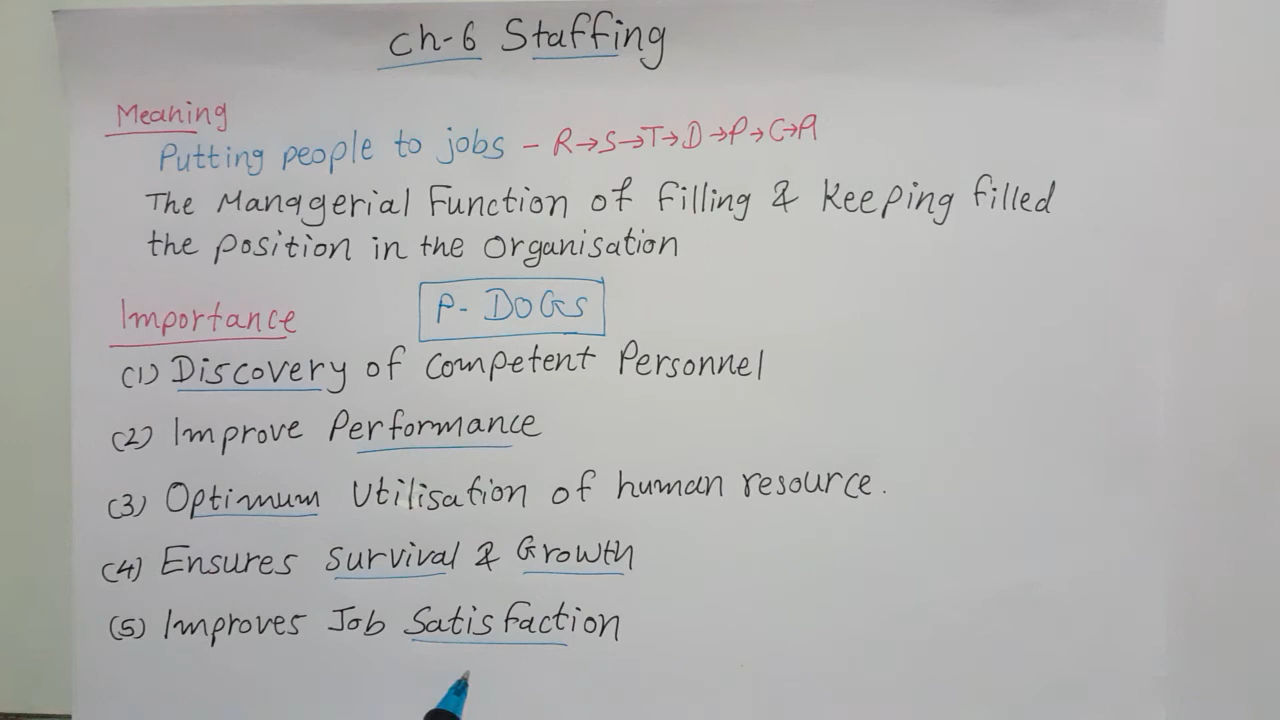 Ch-6 Staffing
Meaning
Putting people to jobs - R→S→T→D→P→C→A
The Managerial Function of Filling & Keeping filled
the position in the Organisation
Importance
P- DOGS
(1) Discovery of Competent Personnel
(2) Improve Performance
(3) Optimum Utilisation of human resource.
(4) Ensures Survival & Growth
(5) Improves Job Satisfaction